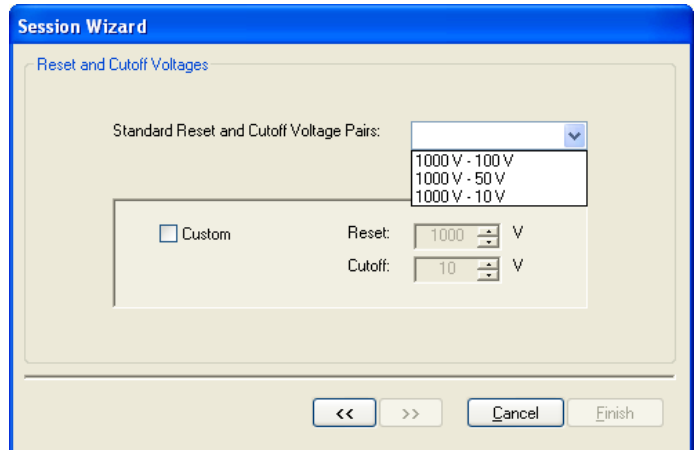 Session Wizard
Reset and Cutoff Voltages
Standard Reset and Cutoff Voltage Pairs:
1000 V - 100 V
1000 V - 50 V
1000 V - 10 V
Custom
Reset: 1000 V
Cutoff: 10 V
<< >> Cancel Finish